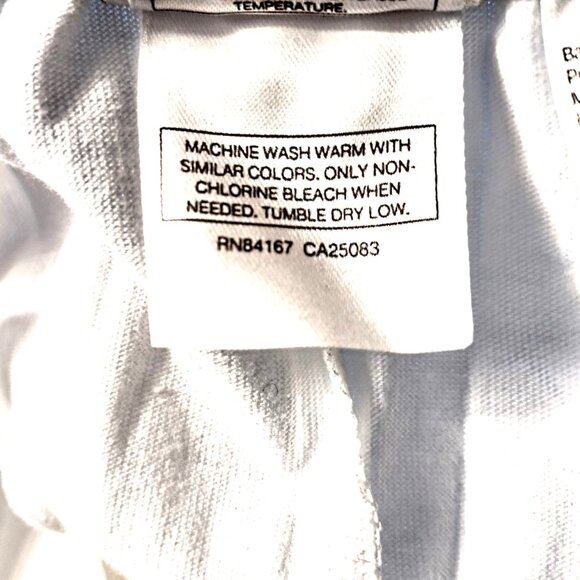 TEMPERATURE.
MACHINE WASH WARM WITH
SIMILAR COLORS. ONLY NON-
CHLORINE BLEACH WHEN
NEEDED. TUMBLE DRY LOW.
RN84167 CA25083